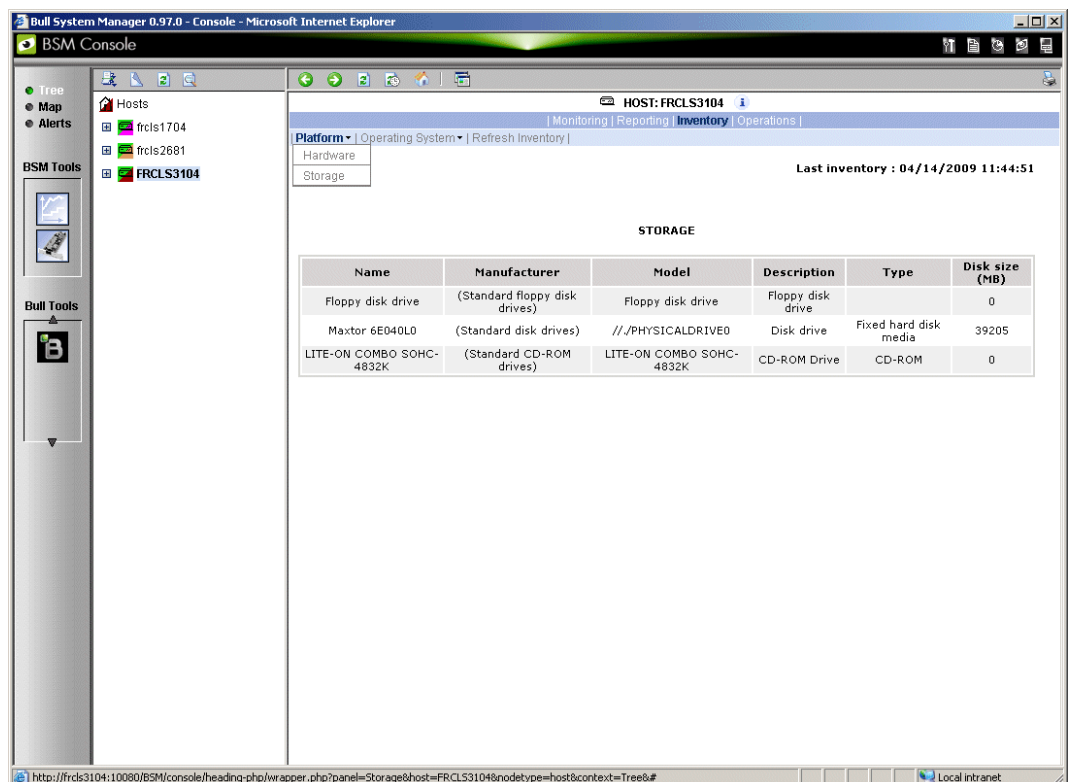 Bull System Manager 0.97.0 - Console - Microsoft Internet Explorer
BSM Console
Tree
Map
Alerts
BSM Tools
Bull Tools
B
Hosts
frcls1704
frcls2681
FRCLS3104
HOST: FRCLS3104 i
| Monitoring | Reporting | Inventory | Operations |
| Platform | Operating System | Refresh Inventory |
Hardware
Storage
Last inventory : 04/14/2009 11:44:51
STORAGE
Name Manufacturer Model Description Type Disk size (MB)
Floppy disk drive (Standard floppy disk drives) Floppy disk drive Floppy disk drive 0
Maxtor 6E040L0 (Standard disk drives) //./PHYSICALDRIVE0 Disk drive Fixed hard disk media 39205
LITE-ON COMBO SOHC-4832K (Standard CD-ROM drives) LITE-ON COMBO SOHC-4832K CD-ROM Drive CD-ROM 0
http://frcls3104:10080/BSM/console/heading-php/wrapper.php?panel=Storage&host=FRCLS3104&nodetype=host&context=Tree&#
Local intranet